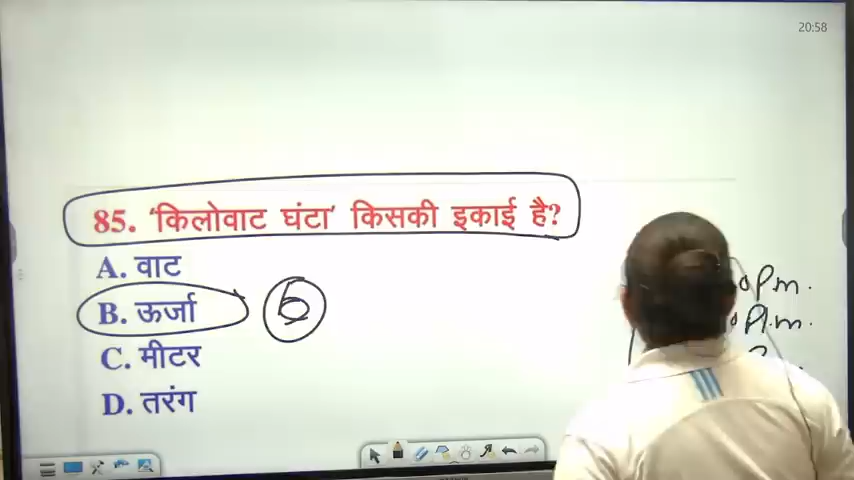 20:58
85. 'किलोवाट घंटा' किसकी इकाई है?
A. वाट
B. ऊर्जा
C. मीटर
D. तरंग